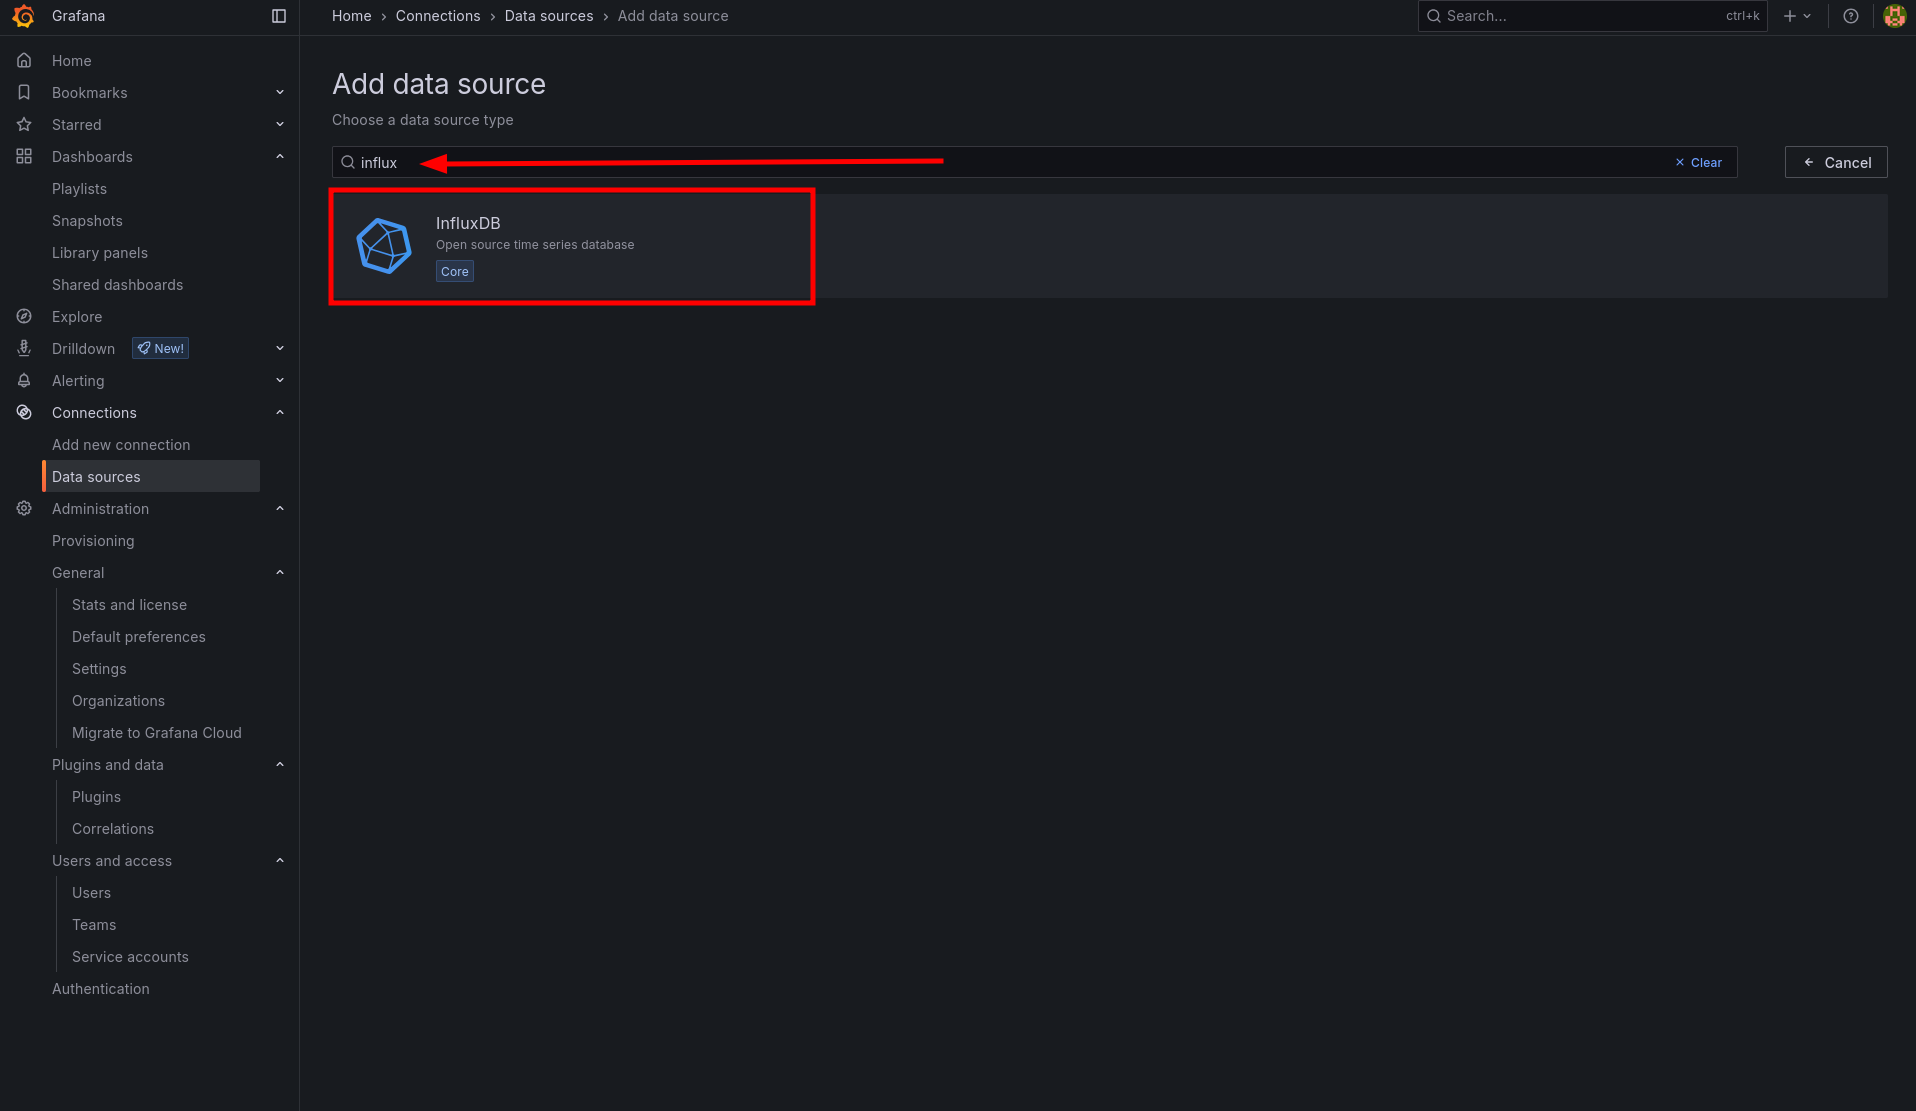 Grafana
Home › Connections › Data sources › Add data source
Search... ctrl+k
Home
Bookmarks
Starred
Dashboards
Playlists
Snapshots
Library panels
Shared dashboards
Explore
Drilldown New!
Alerting
Connections
Add new connection
Data sources
Administration
Provisioning
General
Stats and license
Default preferences
Settings
Organizations
Migrate to Grafana Cloud
Plugins and data
Plugins
Correlations
Users and access
Users
Teams
Service accounts
Authentication
Add data source
Choose a data source type
influx
Clear
Cancel
InfluxDB
Open source time series database
Core